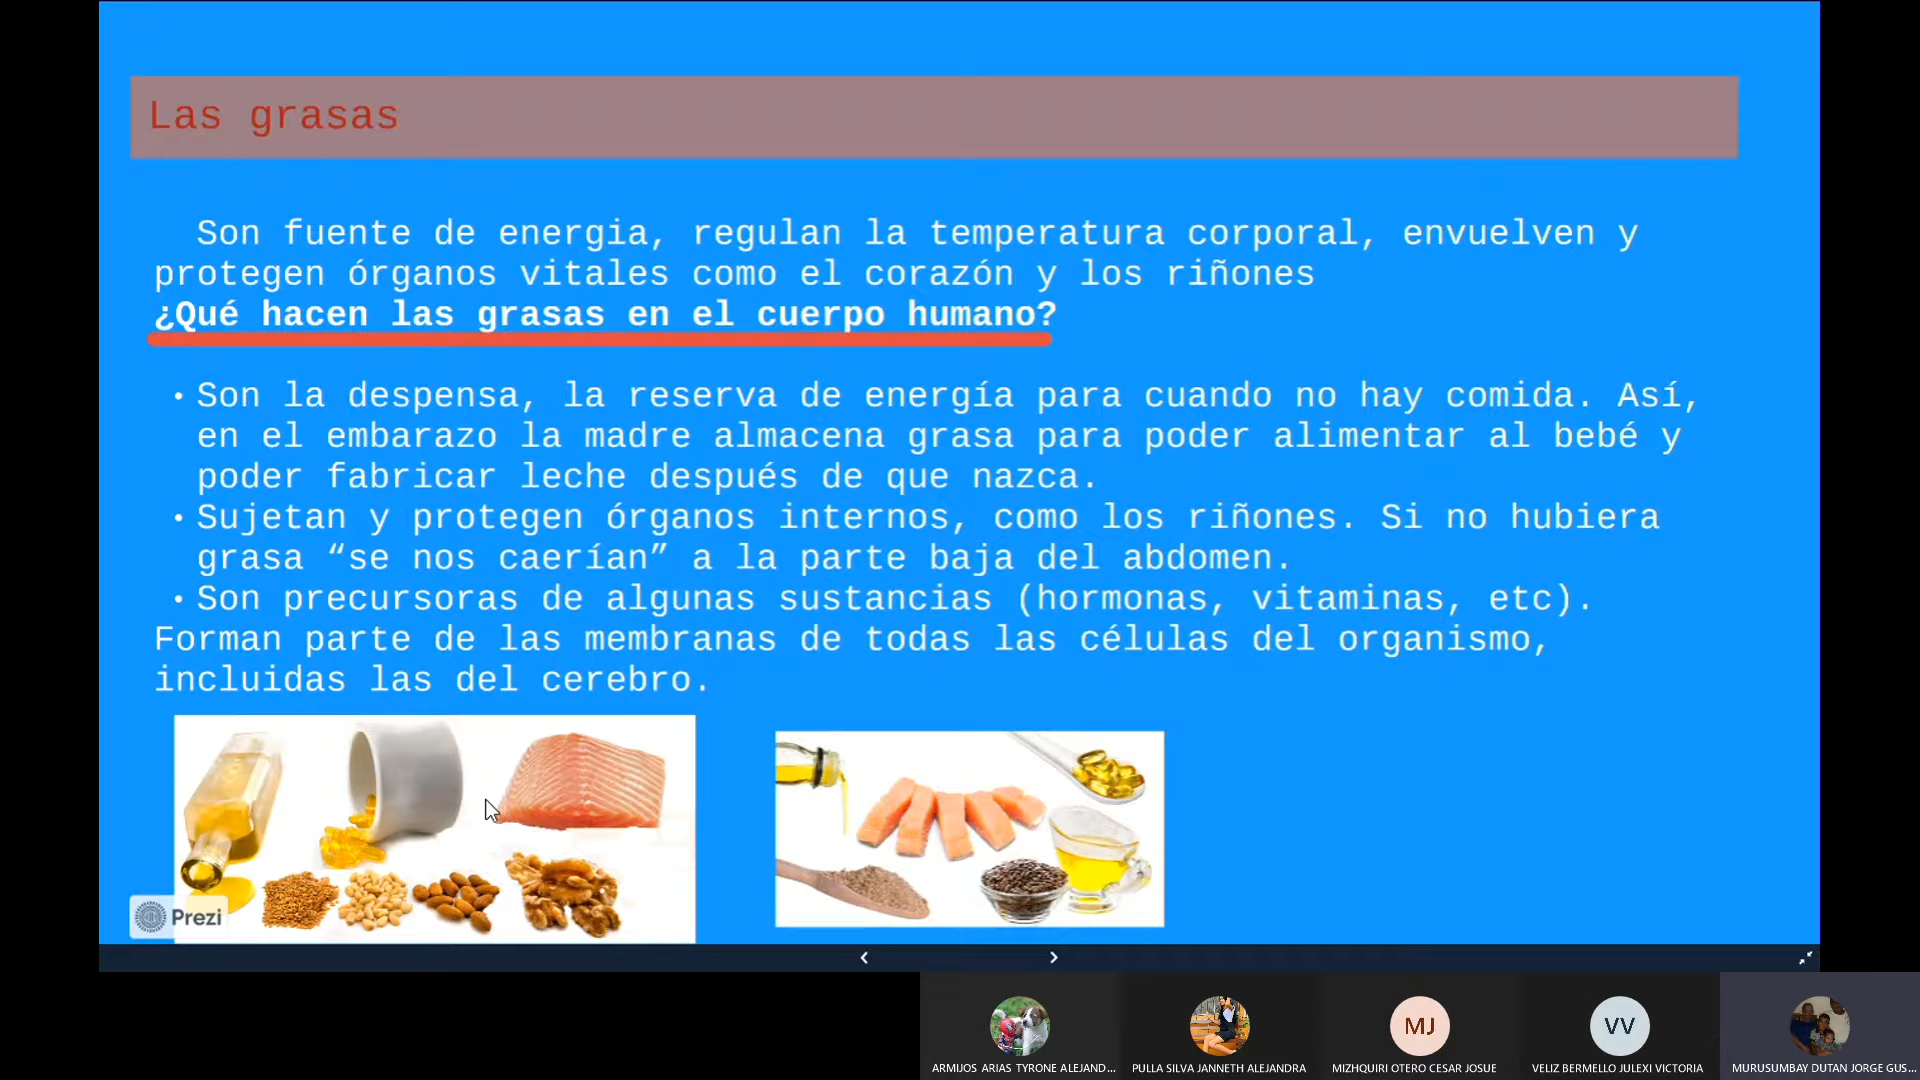 Las grasas
Son fuente de energia, regulan la temperatura corporal, envuelven y
protegen órganos vitales como el corazón y los riñones
¿Qué hacen las grasas en el cuerpo humano?
• Son la despensa, la reserva de energía para cuando no hay comida. Así,
en el embarazo la madre almacena grasa para poder alimentar al bebé y
poder fabricar leche después de que nazca.
• Sujetan y protegen órganos internos, como los riñones. Si no hubiera
grasa “se nos caerían” a la parte baja del abdomen.
• Son precursoras de algunas sustancias (hormonas, vitaminas, etc).
Forman parte de las membranas de todas las células del organismo,
incluidas las del cerebro.
Prezi
MJ
VV
ARMIJOS ARIAS TYRONE ALEJAND...
PULLA SILVA JANNETH ALEJANDRA
MIZHQUIRI OTERO CESAR JOSUE
VELIZ BERMELLO JULEXI VICTORIA
MURUSUMBAY DUTAN JORGE GUS...